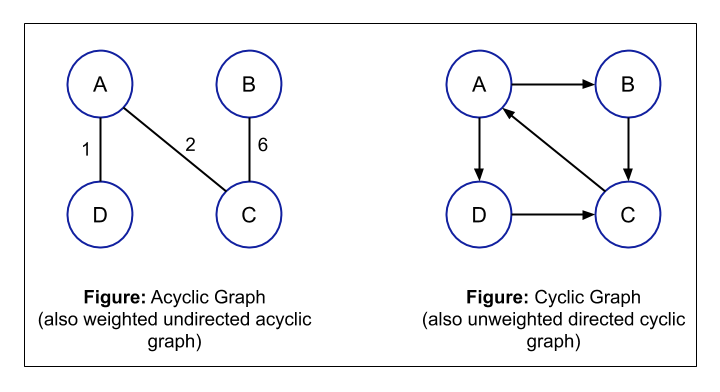 A
B
1
2
6
D
C
Figure: Acyclic Graph
(also weighted undirected acyclic
graph)
A
B
D
C
Figure: Cyclic Graph
(also unweighted directed cyclic
graph)